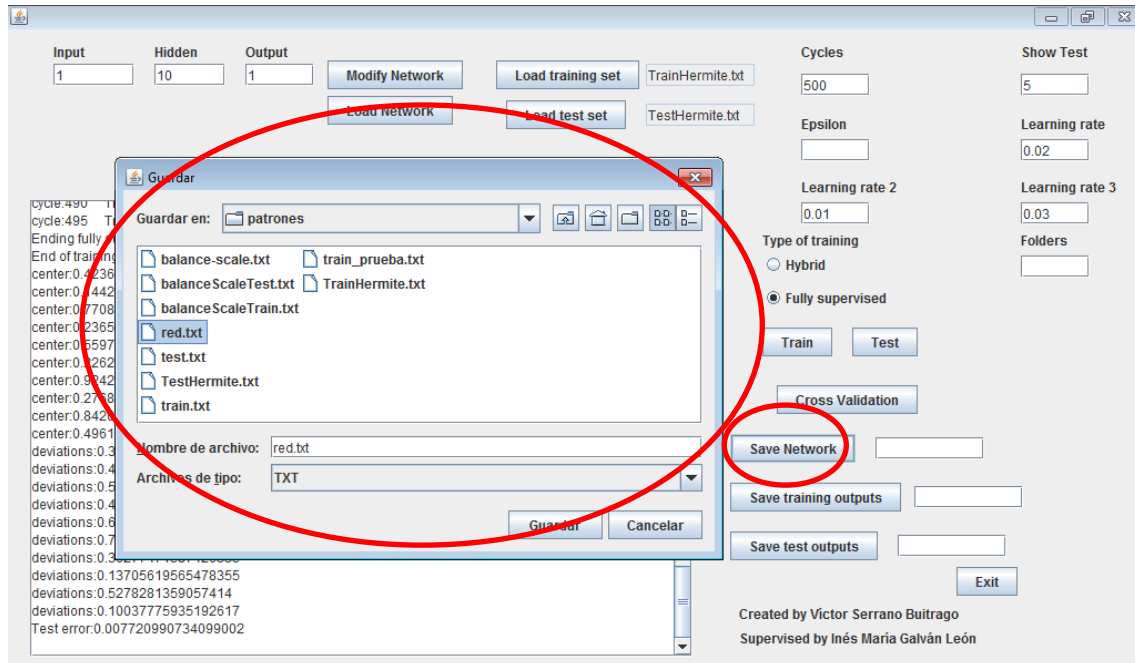 Input Hidden Output Cycles Show Test
1 10 1 Modify Network Load training set TrainHermite.txt 500 5
Load Network Load test set TestHermite.txt Epsilon Learning rate
0.02
Learning rate 2 Learning rate 3
0.01 0.03
Type of training Folders
Hybrid
Fully supervised
Train Test
Cross Validation
Save Network
Save training outputs
Save test outputs
Exit
Created by Victor Serrano Buitrago
Supervised by Inés María Galván León
Guardar
Guardar en: patrones
balance-scale.txt train_prueba.txt
balanceScaleTest.txt TrainHermite.txt
balanceScaleTrain.txt
red.txt
test.txt
TestHermite.txt
train.txt
Nombre de archivo: red.txt
Archivos de tipo: TXT
Guardar Cancelar
cycle:490
cycle:495
Ending fully
End of training
center:0.4236
center:0.1442
center:0.7708
center:0.2365
center:0.5597
center:0.2262
center:0.9242
center:0.2768
center:0.8428
center:0.4961
deviations:0.3
deviations:0.4
deviations:0.5
deviations:0.4
deviations:0.6
deviations:0.7
deviations:0.13705619565478355
deviations:0.5278281359057414
deviations:0.10037775935192617
Test error:0.007720990734099002